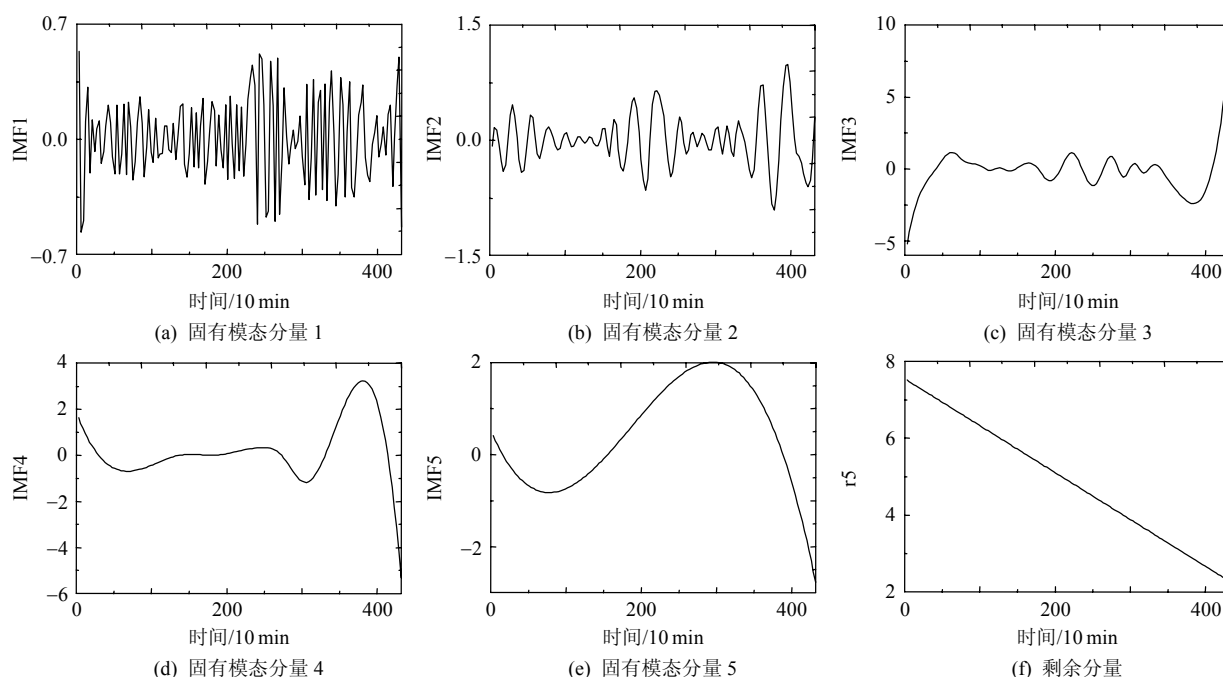 0.7
IMF1
0.0
−0.7
0
200
400
时间/10 min
(a) 固有模态分量 1
1.5
IMF2
0.0
−1.5
0
200
400
时间/10 min
(b) 固有模态分量 2
10
5
IMF3
0
−5
0
200
400
时间/10 min
(c) 固有模态分量 3
4
2
IMF4
0
−2
−4
−6
0
200
400
时间/10 min
(d) 固有模态分量 4
2
IMF5
0
−2
0
200
400
时间/10 min
(e) 固有模态分量 5
8
6
r5
4
2
0
200
400
时间/10 min
(f) 剩余分量